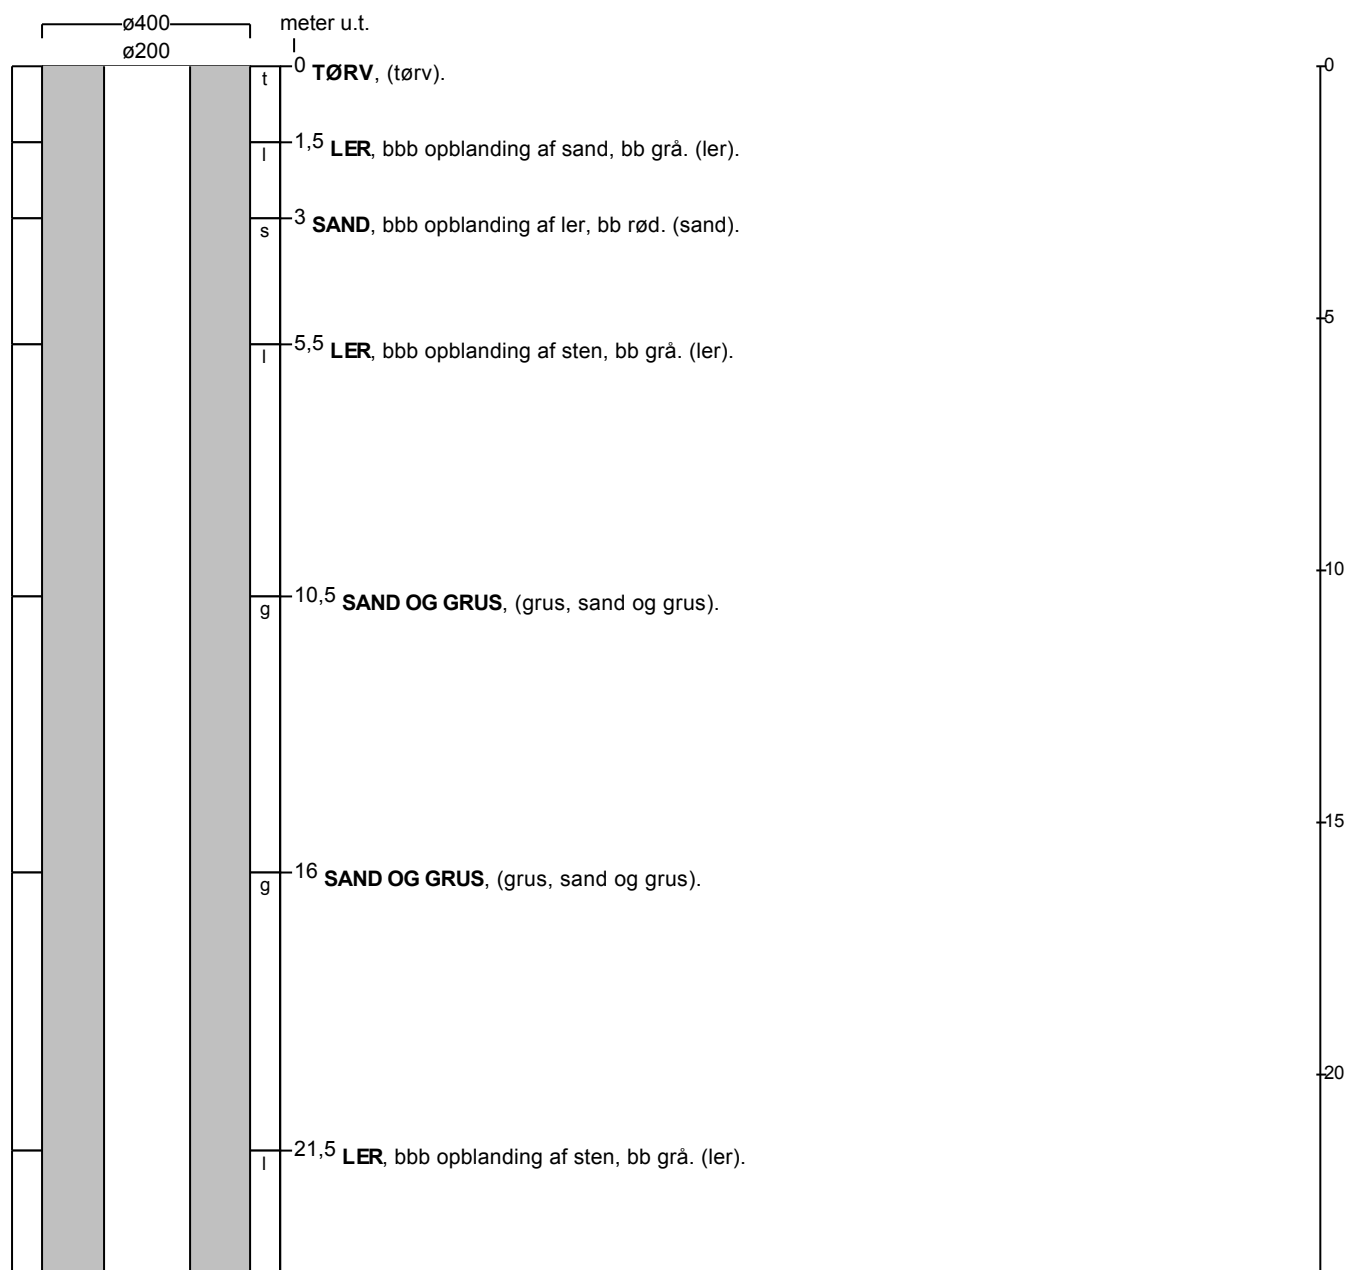 ø400 meter u.t.
ø200
0 TØRV, (tørv). 0
t
1,5 LER, bbb opblanding af sand, bb grå. (ler).
l
3 SAND, bbb opblanding af ler, bb rød. (sand).
s
5
5,5 LER, bbb opblanding af sten, bb grå. (ler).
l
10
10,5 SAND OG GRUS, (grus, sand og grus).
g
15
16 SAND OG GRUS, (grus, sand og grus).
g
20
21,5 LER, bbb opblanding af sten, bb grå. (ler).
l